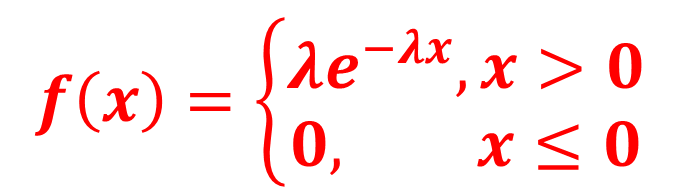 f(x) = {λe^{−λx}, x > 0
0, x ≤ 0